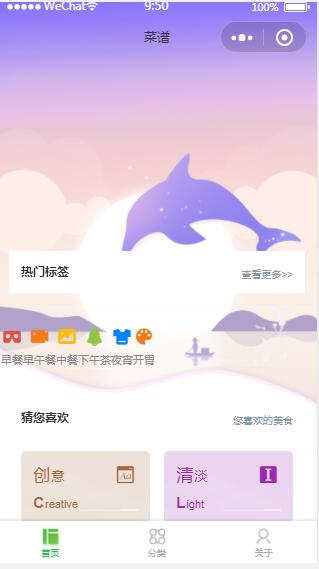 WeChat
9:50
100%
菜谱
热门标签
查看更多>>
早餐早午餐中餐下午茶夜宵开胃
猜您喜欢
您喜欢的美食
创意
Creative
清淡
Light
首页
分类
关于